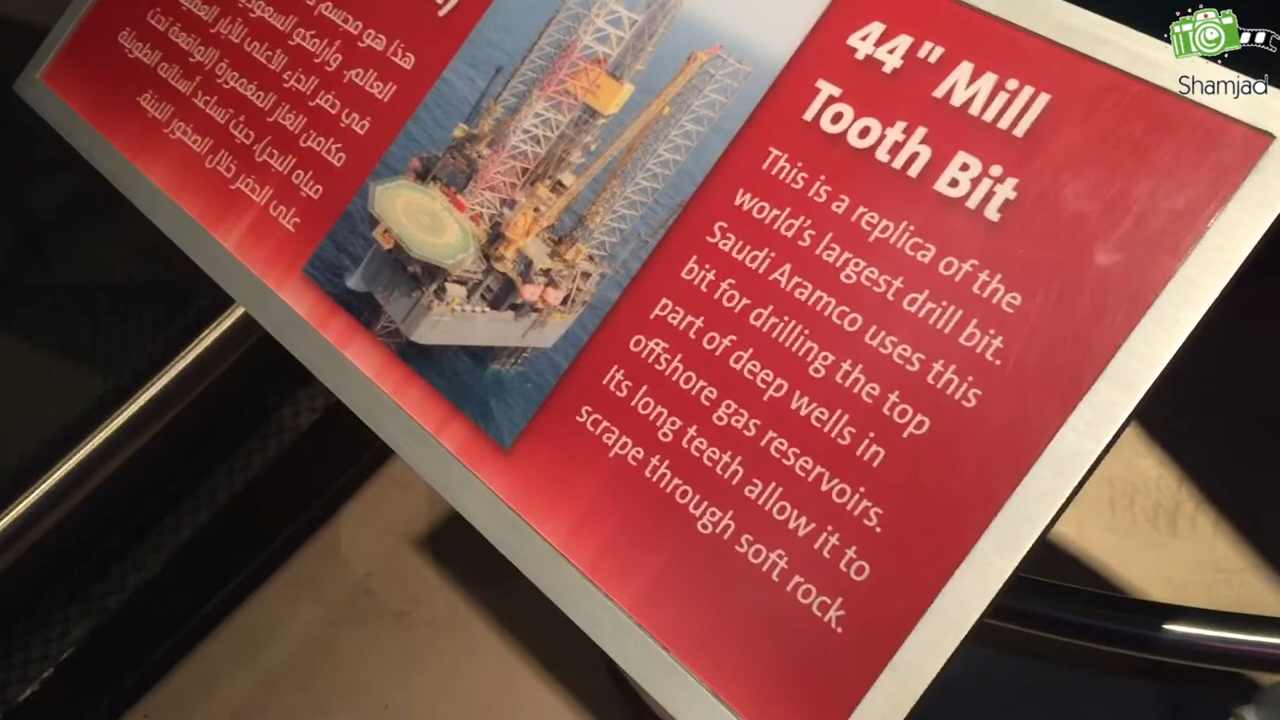 44" Mill
Tooth Bit
This is a replica of the
world's largest drill bit.
Saudi Aramco uses this
bit for drilling the top
part of deep wells in
offshore gas reservoirs.
Its long teeth allow it to
scrape through soft rock.
هذا هو مجسم
العالم. وأرامكو السعودية
في حفر الجزء الأعلى للآبار
مكامن الغاز المغمورة (الواقعة تحت
مياه البحر)، حيث تساعد أسنانه الطويلة
على الحفر خلال الصخور اللينة.
Shamjad